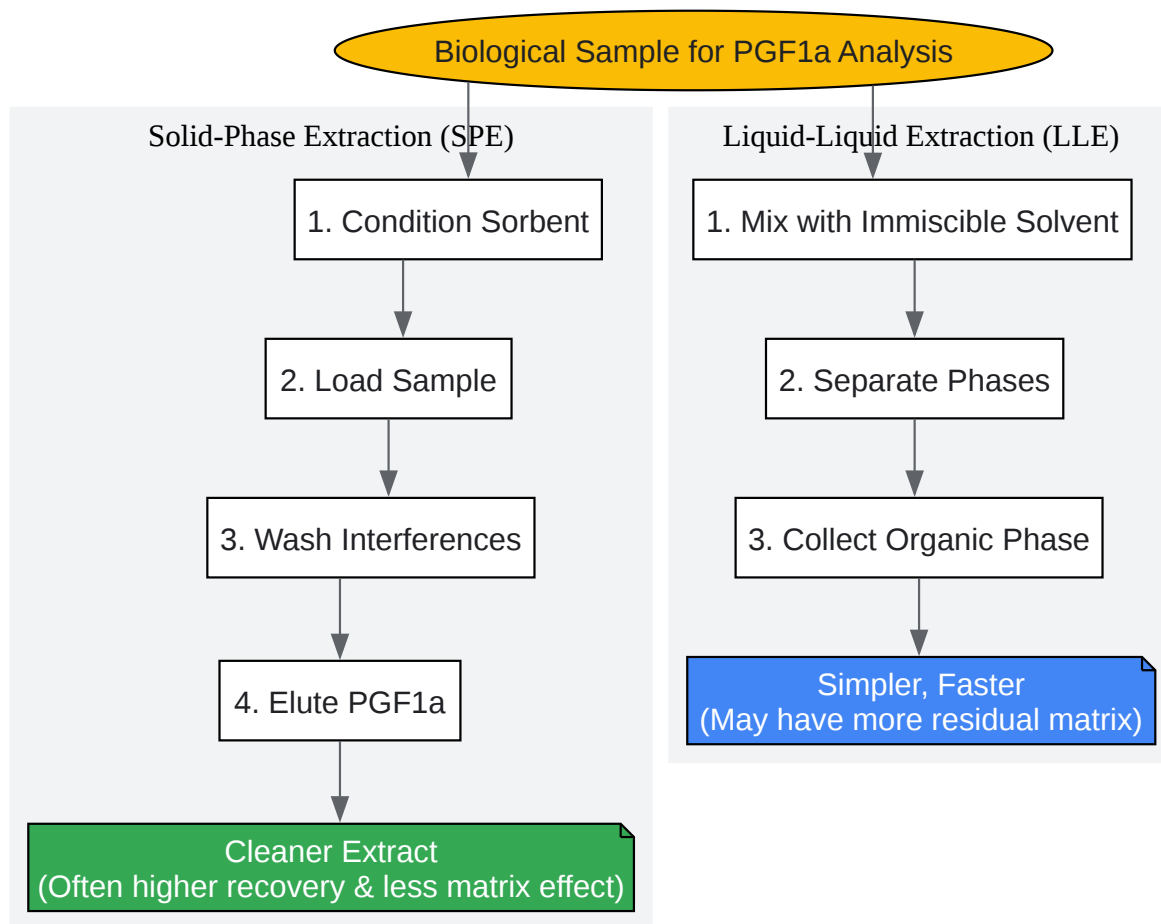 Biological Sample for PGF1a Analysis
Solid-Phase Extraction (SPE)
1. Condition Sorbent
2. Load Sample
3. Wash Interferences
4. Elute PGF1a
Cleaner Extract
(Often higher recovery & less matrix effect)
Liquid-Liquid Extraction (LLE)
1. Mix with Immiscible Solvent
2. Separate Phases
3. Collect Organic Phase
Simpler, Faster
(May have more residual matrix)